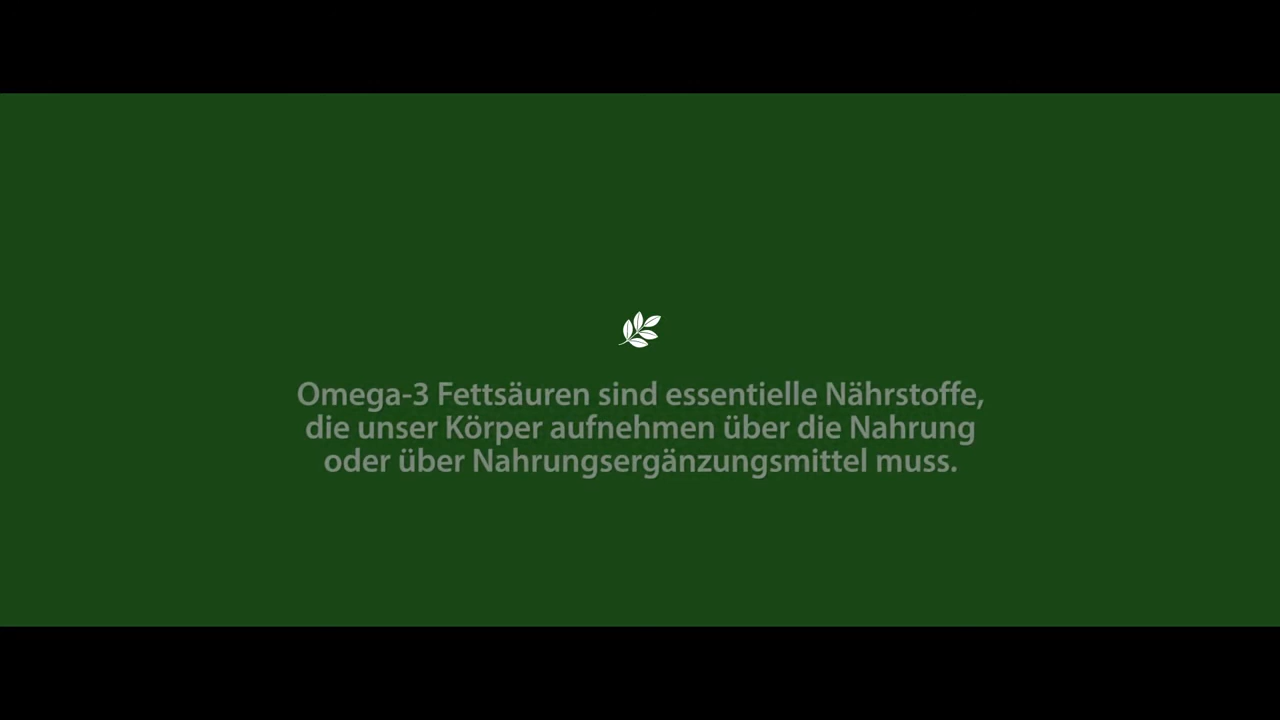 Omega-3 Fettsäuren sind essentielle Nährstoffe,
die unser Körper aufnehmen über die Nahrung
oder über Nahrungsergänzungsmittel muss.